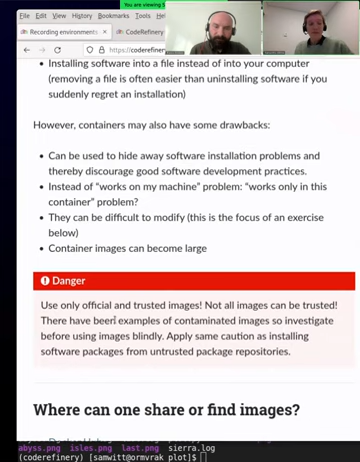 You are viewing S
File Edit View History Bookmarks Tools He
Recording environments
CodeRefinery
https://coderefiner
• Installing software into a file instead of into your computer
(removing a file is often easier than uninstalling software if you
suddenly regret an installation)
However, containers may also have some drawbacks:
• Can be used to hide away software installation problems and
thereby discourage good software development practices.
• Instead of “works on my machine” problem: “works only in this
container” problem?
• They can be difficult to modify (this is the focus of an exercise
below)
• Container images can become large
Danger
Use only official and trusted images! Not all images can be trusted!
There have been examples of contaminated images so investigate
before using images blindly. Apply same caution as installing
software packages from untrusted package repositories.
Where can one share or find images?
abyss.png isles.png last.png sierra.log
(coderefinery) [samwitt@ormvrak plot]$